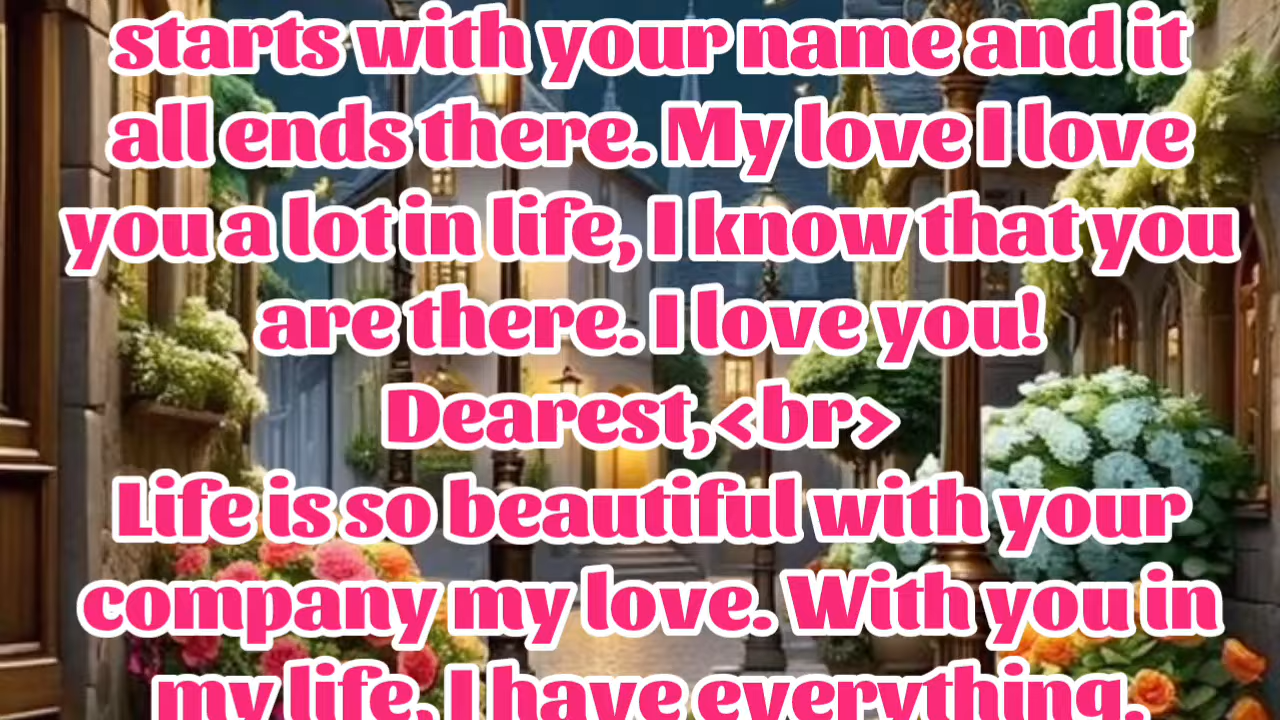 starts with your name and it
all ends there. My love I love
you a lot in life, I know that you
are there. I love you!
Dearest,<br>
Life is so beautiful with your
company my love. With you in
my life, I have everything.